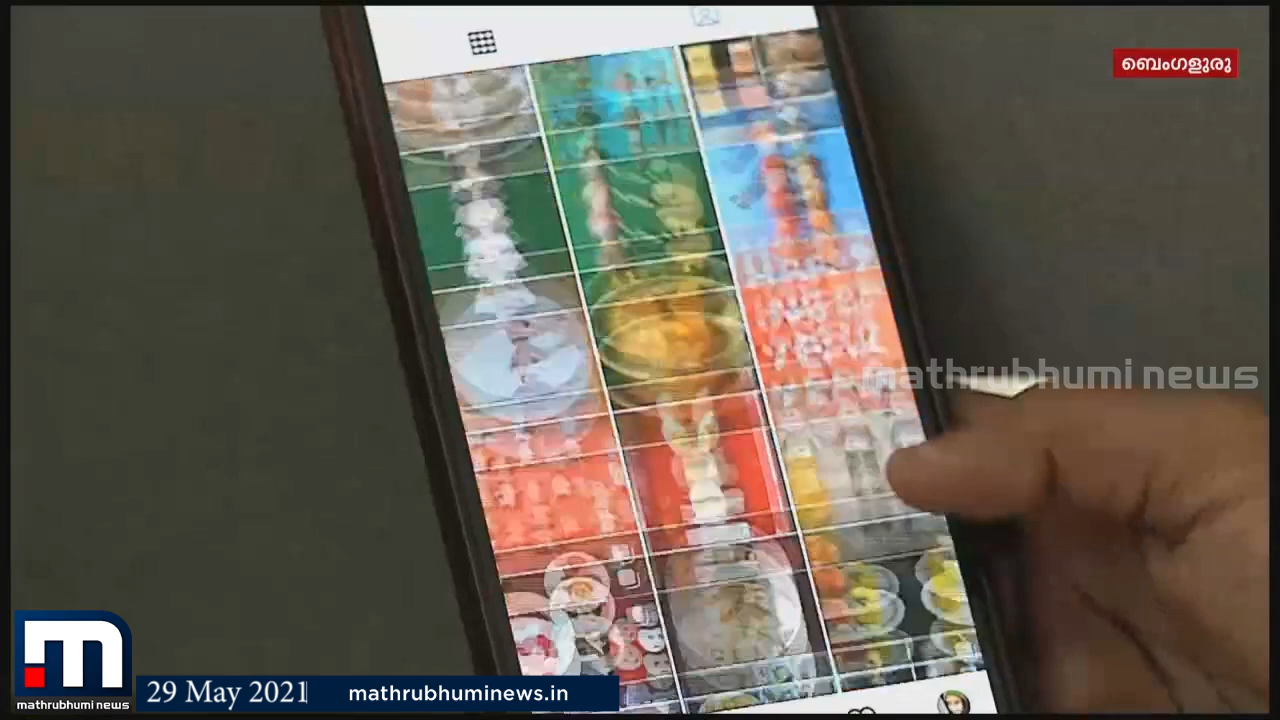 ബെംഗളൂരു
mathrubhumi news
mathrubhumi news
29 May 2021
mathrubhuminews.in